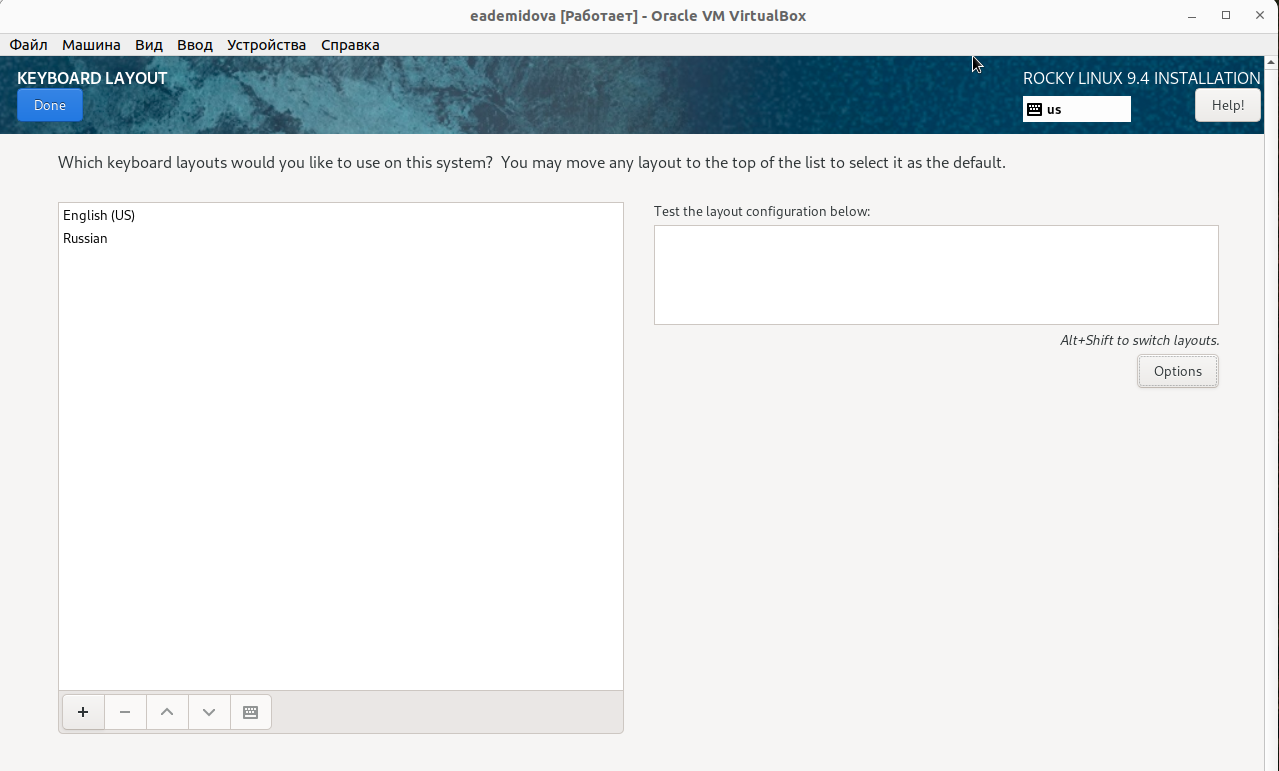 eademidova [Работает] - Oracle VM VirtualBox
Файл Машина Вид Ввод Устройства Справка
KEYBOARD LAYOUT
ROCKY LINUX 9.4 INSTALLATION
Done
us
Help!
Which keyboard layouts would you like to use on this system? You may move any layout to the top of the list to select it as the default.
English (US)
Russian
Test the layout configuration below:
Alt+Shift to switch layouts.
Options